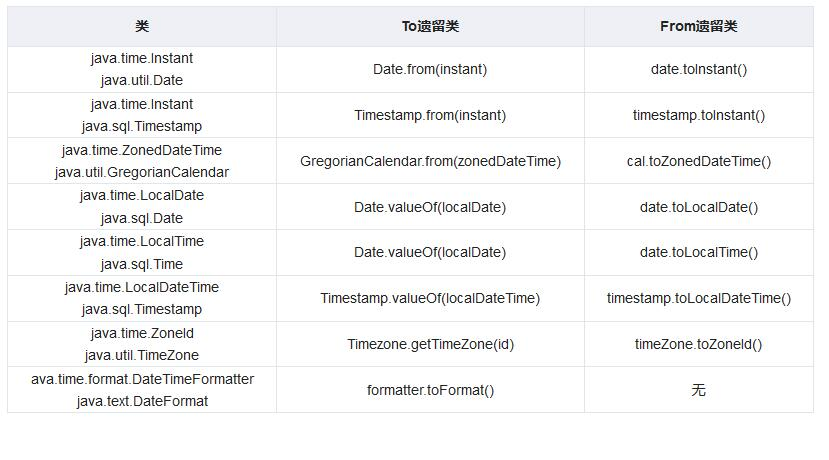 类 To遗留类 From遗留类
java.time.Instant
java.util.Date
Date.from(instant) date.toInstant()
java.time.Instant
java.sql.Timestamp
Timestamp.from(instant) timestamp.toInstant()
java.time.ZonedDateTime
java.util.GregorianCalendar
GregorianCalendar.from(zonedDateTime) cal.toZonedDateTime()
java.time.LocalDate
java.sql.Date
Date.valueOf(localDate) date.toLocalDate()
java.time.LocalTime
java.sql.Time
Date.valueOf(localDate) date.toLocalTime()
java.time.LocalDateTime
java.sql.Timestamp
Timestamp.valueOf(localDateTime) timestamp.toLocalDateTime()
java.time.ZoneId
java.util.TimeZone
Timezone.getTimeZone(id) timeZone.toZoneId()
ava.time.format.DateTimeFormatter
java.text.DateFormat
formatter.toFormat() 无